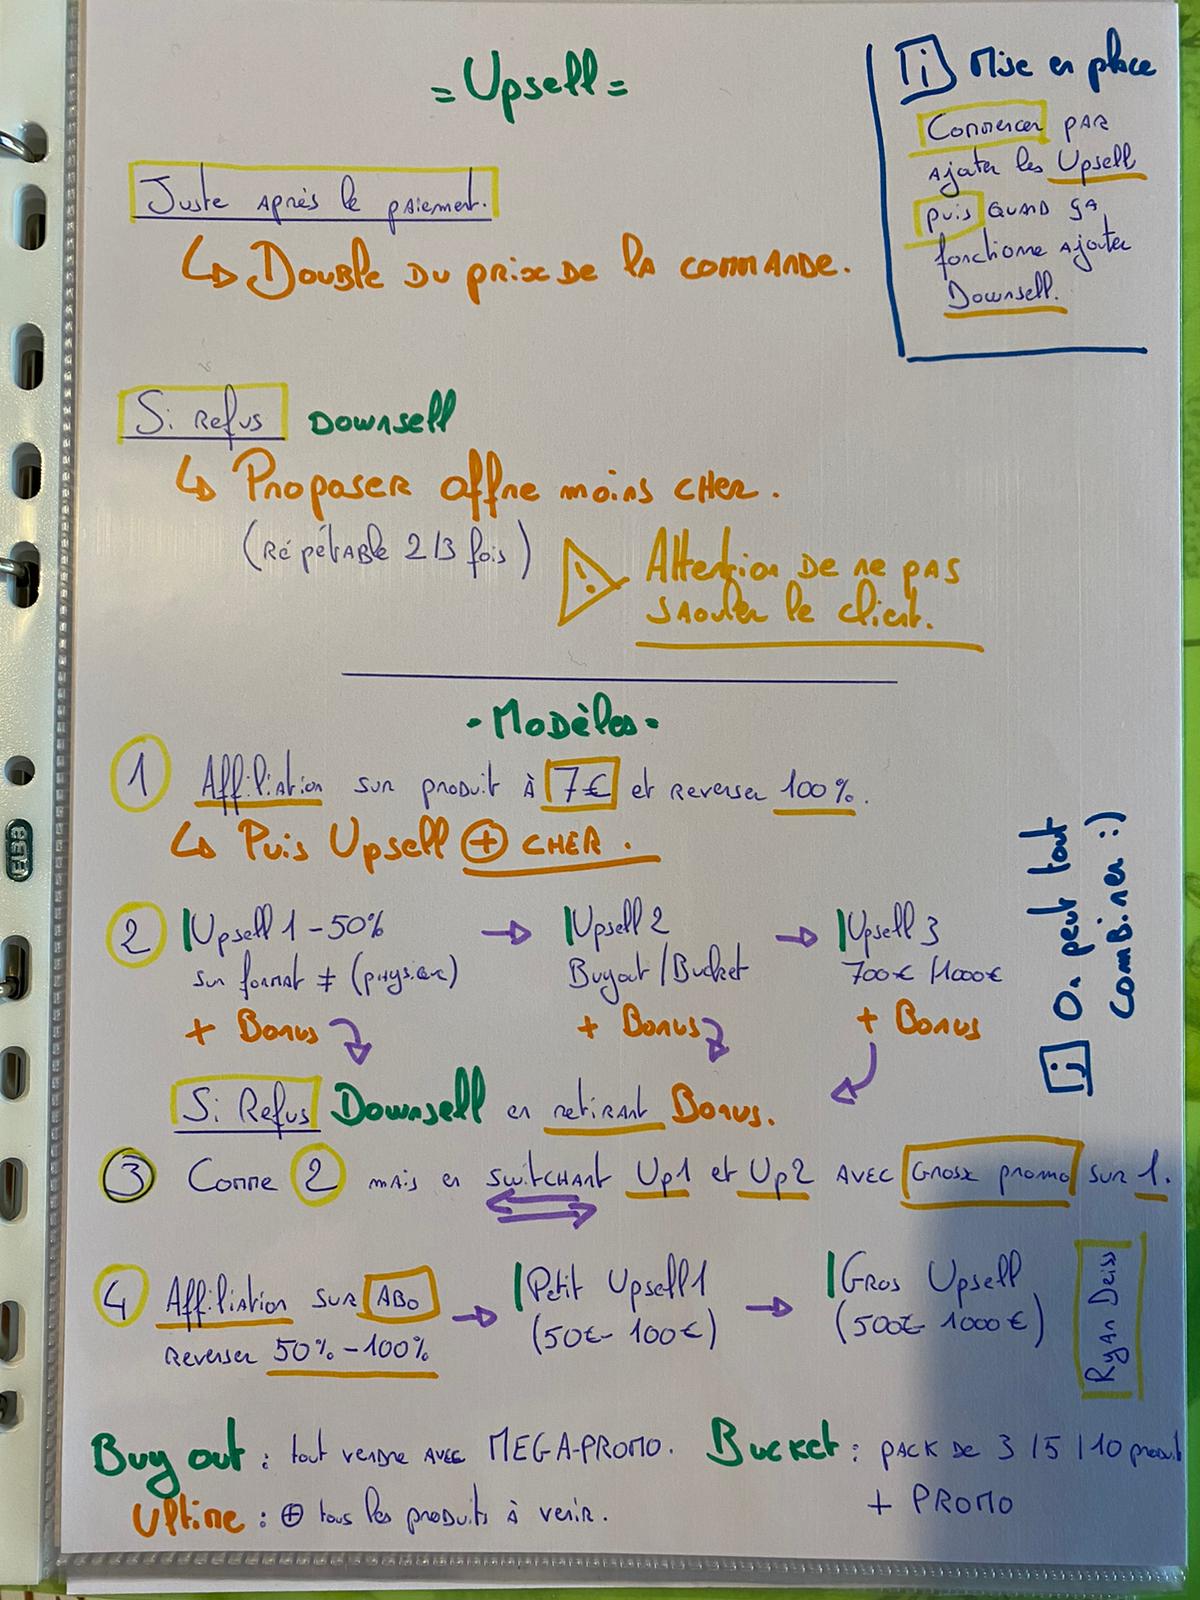 = Upsell =
i Mise en place
Commencer par
ajouter les Upsell
puis quand ça
fonctionne ajouter
Downsell.
Juste après le paiement.
↳ Double du prix de la commande.
Si Refus Downsell
↳ Proposer offre moins cher.
(Répétable 2/3 fois)
! Attention de ne pas
saouler le client.
- Modèles -
1 Affiliation sur produit à 7€ et reverser 100%.
↳ Puis Upsell + cher.
2 Upsell 1 -50% → Upsell 2 → Upsell 3
sur format ≠ (physique) Buyout/Bucket 700€/1000€
+ Bonus + Bonus + Bonus
Si Refus Downsell en retirant Bonus.
i On peut tout
combiner :)
3 Comme 2 mais en switchant Up1 et Up2 avec Grosse promo sur 1.
4 Affiliation sur Abo → Petit Upsell 1 → Gros Upsell
reverser 50%-100% (50€-100€) (500€-1000€)
Ryan Deiss
Buy out : tout vendre avec MEGA-PROMO.
Ultime : + tous les produits à venir.
Bucket : pack de 3/5/10 produit
+ PROMO